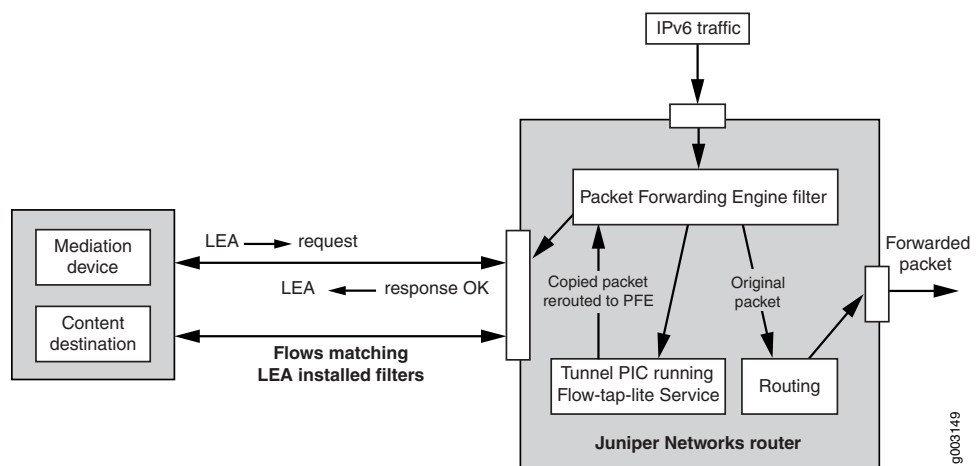 IPv6 traffic
Packet Forwarding Engine filter
LEA request
Mediation
device
LEA response OK
Content
destination
Flows matching
LEA installed filters
Copied packet
rerouted to PFE
Original
packet
Forwarded
packet
Tunnel PIC running
Flow-tap-lite Service
Routing
Juniper Networks router
g003149